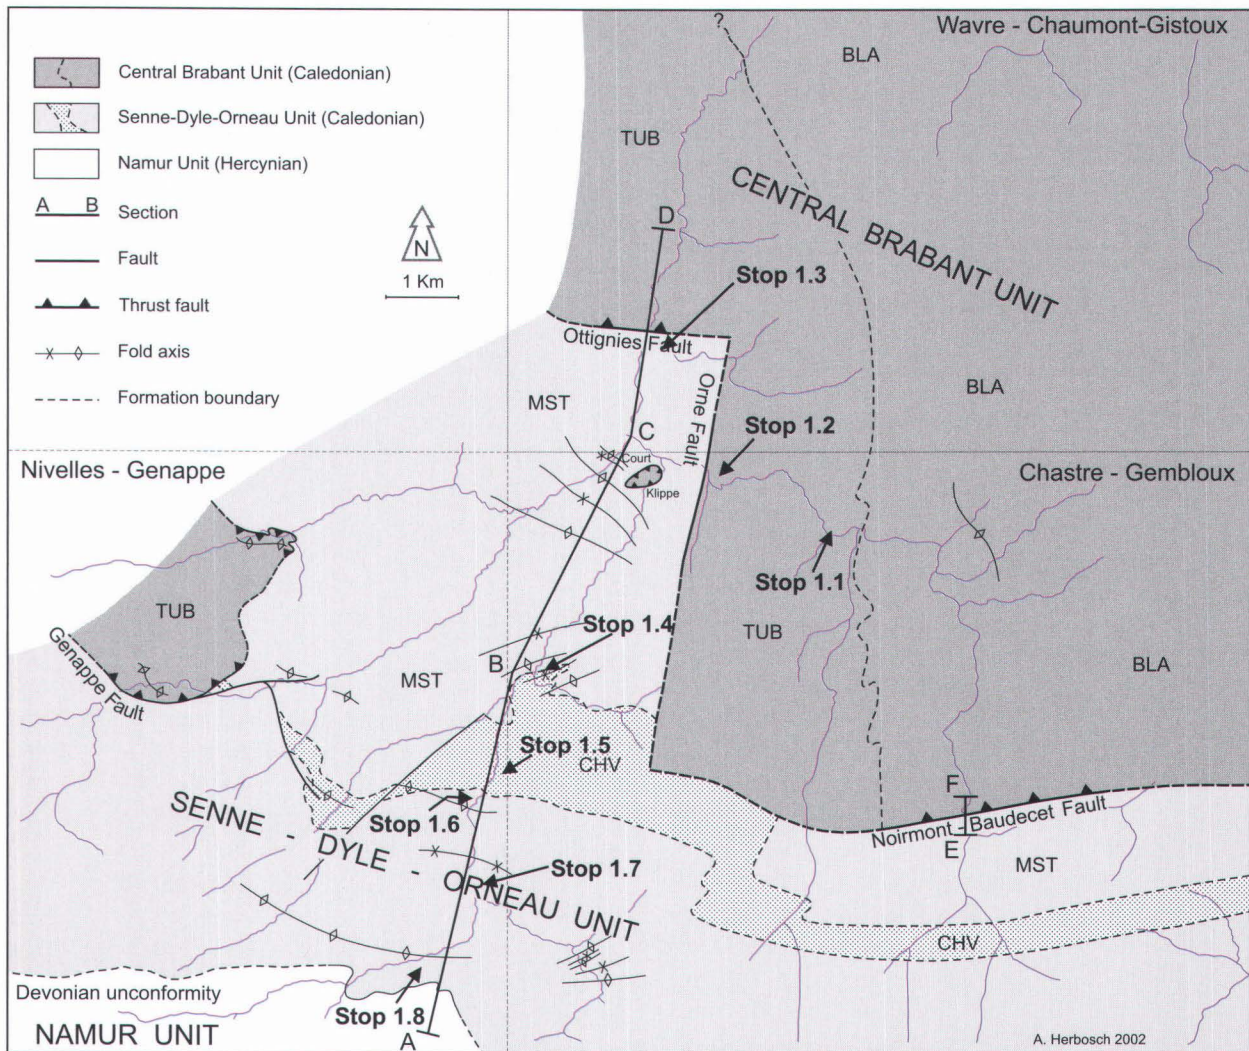 Wavre - Chaumont-Gistoux
?
BLA
Central Brabant Unit (Caledonian)
Senne-Dyle-Orneau Unit (Caledonian)
Namur Unit (Hercynian)
A B
Section
Fault
Thrust fault
Fold axis
Formation boundary
N
1 Km
TUB
CENTRAL BRABANT UNIT
D
Stop 1.3
Ottignies Fault
Orne Fault
MST
BLA
C
Stop 1.2
Court
Klippe
Nivelles - Genappe
Chastre - Gembloux
Stop 1.1
TUB
Genappe Fault
Stop 1.4
TUB
MST
B
BLA
Stop 1.5
CHV
Stop 1.6
F
Noirmont - Baudecet Fault
E
SENNE - DYLE - ORNEAU UNIT
Stop 1.7
MST
CHV
Devonian unconformity
Stop 1.8
NAMUR UNIT
A
A. Herbosch 2002